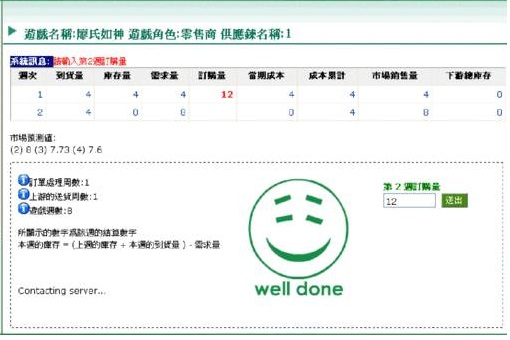 遊戲名稱:廖氏如神 遊戲角色:零售商 供應鍊名稱:1
系統訊息: 請輸入第2週訂購量
週次 到貨量 庫存量 需求量 訂購量 當期成本 成本累計 市場銷售量 下游總庫存
1 4 4 4 12 4 4 4 0
2 4 0 8 0 4 8 0
市場預測值:
(2) 8 (3) 7.73 (4) 7.6
訂單處理周數:1
上游的送貨周數:1
遊戲週數:8
第 2 週訂購量
12 送出
所顯示的數字為該週的結算數字
本週的庫存 = (上週的庫存 + 本週的到貨量 ) - 需求量
Contacting server...
well done